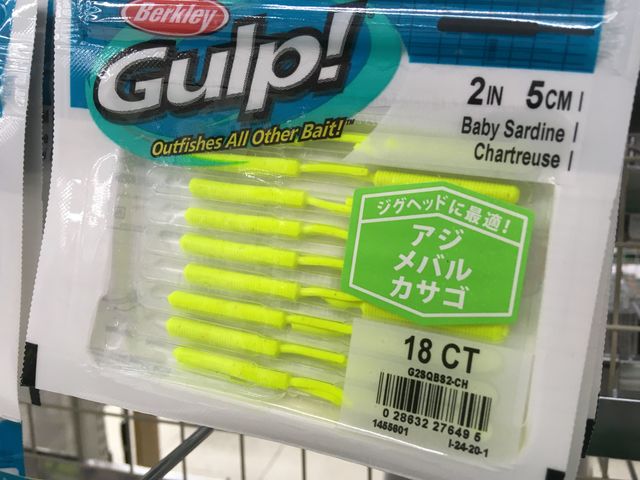 Berkley
Gulp!
Outfishes All Other Bait!™
2IN 5CM
Baby Sardine
Chartreuse
ジグヘッドに最適!
アジ
メバル
カサゴ
18 CT
G2SQBS2-CH
0 28632 27649 5
1455601 I-24-20-1